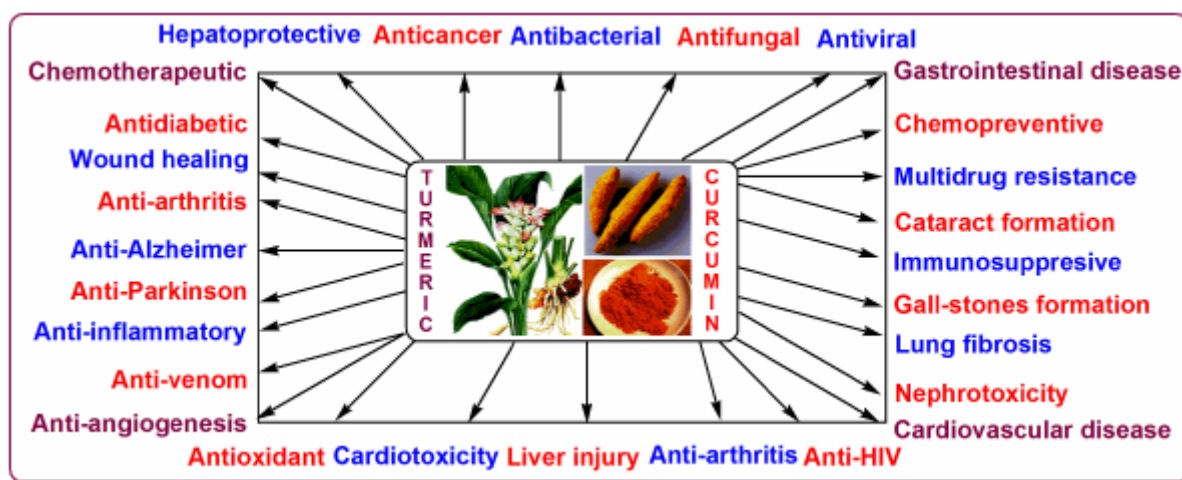 Hepatoprotective Anticancer Antibacterial Antifungal Antiviral
Chemotherapeutic
Antidiabetic
Wound healing
Anti-arthritis
Anti-Alzheimer
Anti-Parkinson
Anti-inflammatory
Anti-venom
Anti-angiogenesis
TURMERIC
CURCUMIN
Gastrointestinal disease
Chemopreventive
Multidrug resistance
Cataract formation
Immunosuppresive
Gall-stones formation
Lung fibrosis
Nephrotoxicity
Cardiovascular disease
Antioxidant Cardiotoxicity Liver injury Anti-arthritis Anti-HIV